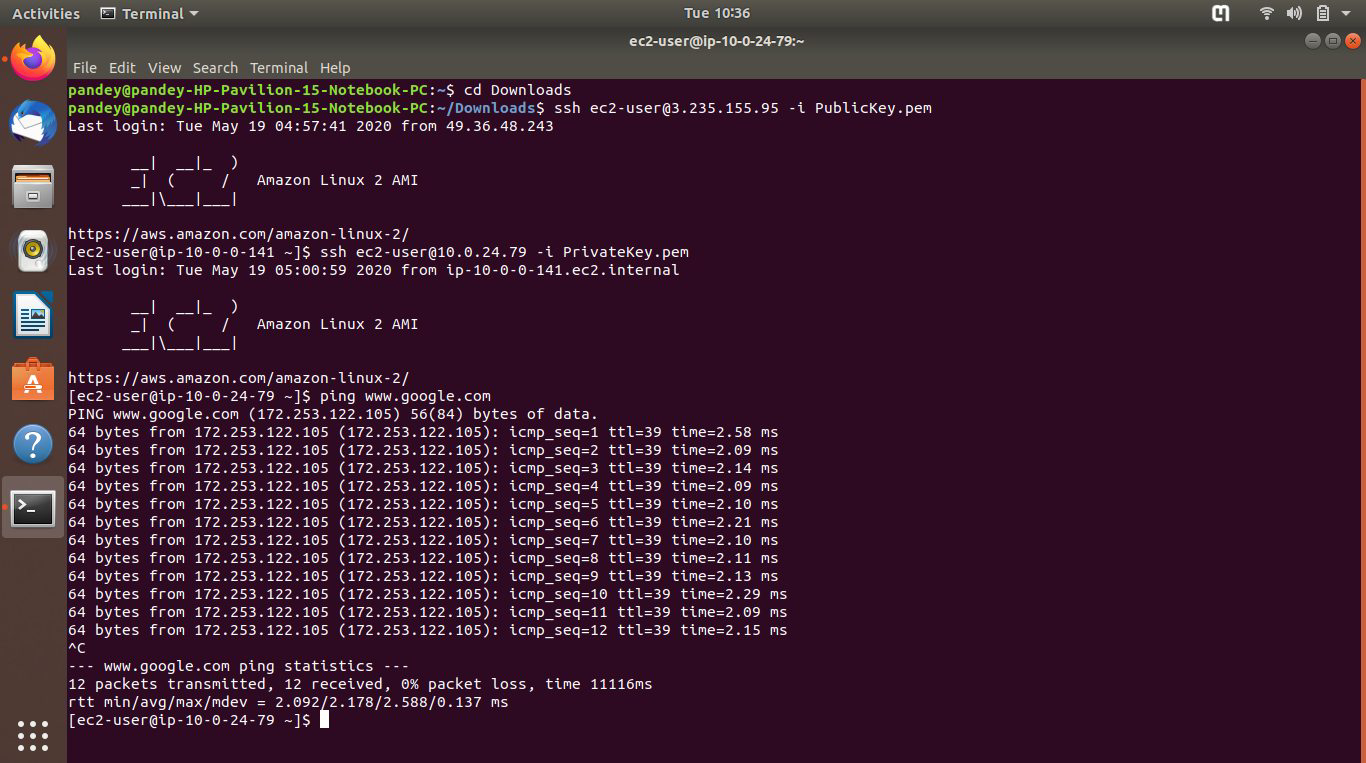 Activities Terminal Tue 10:36
ec2-user@ip-10-0-24-79:~
File Edit View Search Terminal Help
pandey@pandey-HP-Pavilion-15-Notebook-PC:~$ cd Downloads
pandey@pandey-HP-Pavilion-15-Notebook-PC:~/Downloads$ ssh ec2-user@3.235.155.95 -i PublicKey.pem
Last login: Tue May 19 04:57:41 2020 from 49.36.48.243
       __|  __|_  )
       _|  (     /   Amazon Linux 2 AMI
      ___|\___|___|
https://aws.amazon.com/amazon-linux-2/
[ec2-user@ip-10-0-0-141 ~]$ ssh ec2-user@10.0.24.79 -i PrivateKey.pem
Last login: Tue May 19 05:00:59 2020 from ip-10-0-0-141.ec2.internal
       __|  __|_  )
       _|  (     /   Amazon Linux 2 AMI
      ___|\___|___|
https://aws.amazon.com/amazon-linux-2/
[ec2-user@ip-10-0-24-79 ~]$ ping www.google.com
PING www.google.com (172.253.122.105) 56(84) bytes of data.
64 bytes from 172.253.122.105 (172.253.122.105): icmp_seq=1 ttl=39 time=2.58 ms
64 bytes from 172.253.122.105 (172.253.122.105): icmp_seq=2 ttl=39 time=2.09 ms
64 bytes from 172.253.122.105 (172.253.122.105): icmp_seq=3 ttl=39 time=2.14 ms
64 bytes from 172.253.122.105 (172.253.122.105): icmp_seq=4 ttl=39 time=2.09 ms
64 bytes from 172.253.122.105 (172.253.122.105): icmp_seq=5 ttl=39 time=2.10 ms
64 bytes from 172.253.122.105 (172.253.122.105): icmp_seq=6 ttl=39 time=2.21 ms
64 bytes from 172.253.122.105 (172.253.122.105): icmp_seq=7 ttl=39 time=2.10 ms
64 bytes from 172.253.122.105 (172.253.122.105): icmp_seq=8 ttl=39 time=2.11 ms
64 bytes from 172.253.122.105 (172.253.122.105): icmp_seq=9 ttl=39 time=2.13 ms
64 bytes from 172.253.122.105 (172.253.122.105): icmp_seq=10 ttl=39 time=2.29 ms
64 bytes from 172.253.122.105 (172.253.122.105): icmp_seq=11 ttl=39 time=2.09 ms
64 bytes from 172.253.122.105 (172.253.122.105): icmp_seq=12 ttl=39 time=2.15 ms
^C
--- www.google.com ping statistics ---
12 packets transmitted, 12 received, 0% packet loss, time 11116ms
rtt min/avg/max/mdev = 2.092/2.178/2.588/0.137 ms
[ec2-user@ip-10-0-24-79 ~]$